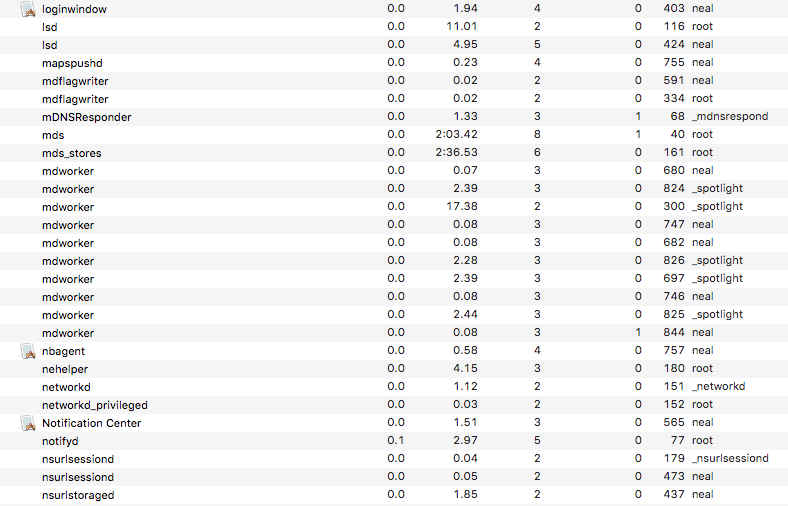 loginwindow 0.0 1.94 4 0 403 neal
lsd 0.0 11.01 2 0 116 root
lsd 0.0 4.95 5 0 424 neal
mapspushd 0.0 0.23 4 0 755 neal
mdflagwriter 0.0 0.02 2 0 591 neal
mdflagwriter 0.0 0.02 2 0 334 root
mDNSResponder 0.0 1.33 3 1 68 _mdnsrespond
mds 0.0 2:03.42 8 1 40 root
mds_stores 0.0 2:36.53 6 0 161 root
mdworker 0.0 0.07 3 0 680 neal
mdworker 0.0 2.39 3 0 824 _spotlight
mdworker 0.0 17.38 2 0 300 _spotlight
mdworker 0.0 0.08 3 0 747 neal
mdworker 0.0 0.08 3 0 682 neal
mdworker 0.0 2.28 3 0 826 _spotlight
mdworker 0.0 2.39 3 0 697 _spotlight
mdworker 0.0 0.08 3 0 746 neal
mdworker 0.0 2.44 3 0 825 _spotlight
mdworker 0.0 0.08 3 1 844 neal
nbagent 0.0 0.58 4 0 757 neal
nehelper 0.0 4.15 3 0 180 root
networkd 0.0 1.12 2 0 151 _networkd
networkd_privileged 0.0 0.03 2 0 152 root
Notification Center 0.0 1.51 3 0 565 neal
notifyd 0.1 2.97 5 0 77 root
nsurlsessiond 0.0 0.04 2 0 179 _nsurlsessiond
nsurlsessiond 0.0 0.05 2 0 473 neal
nsurlstoraged 0.0 1.85 2 0 437 neal